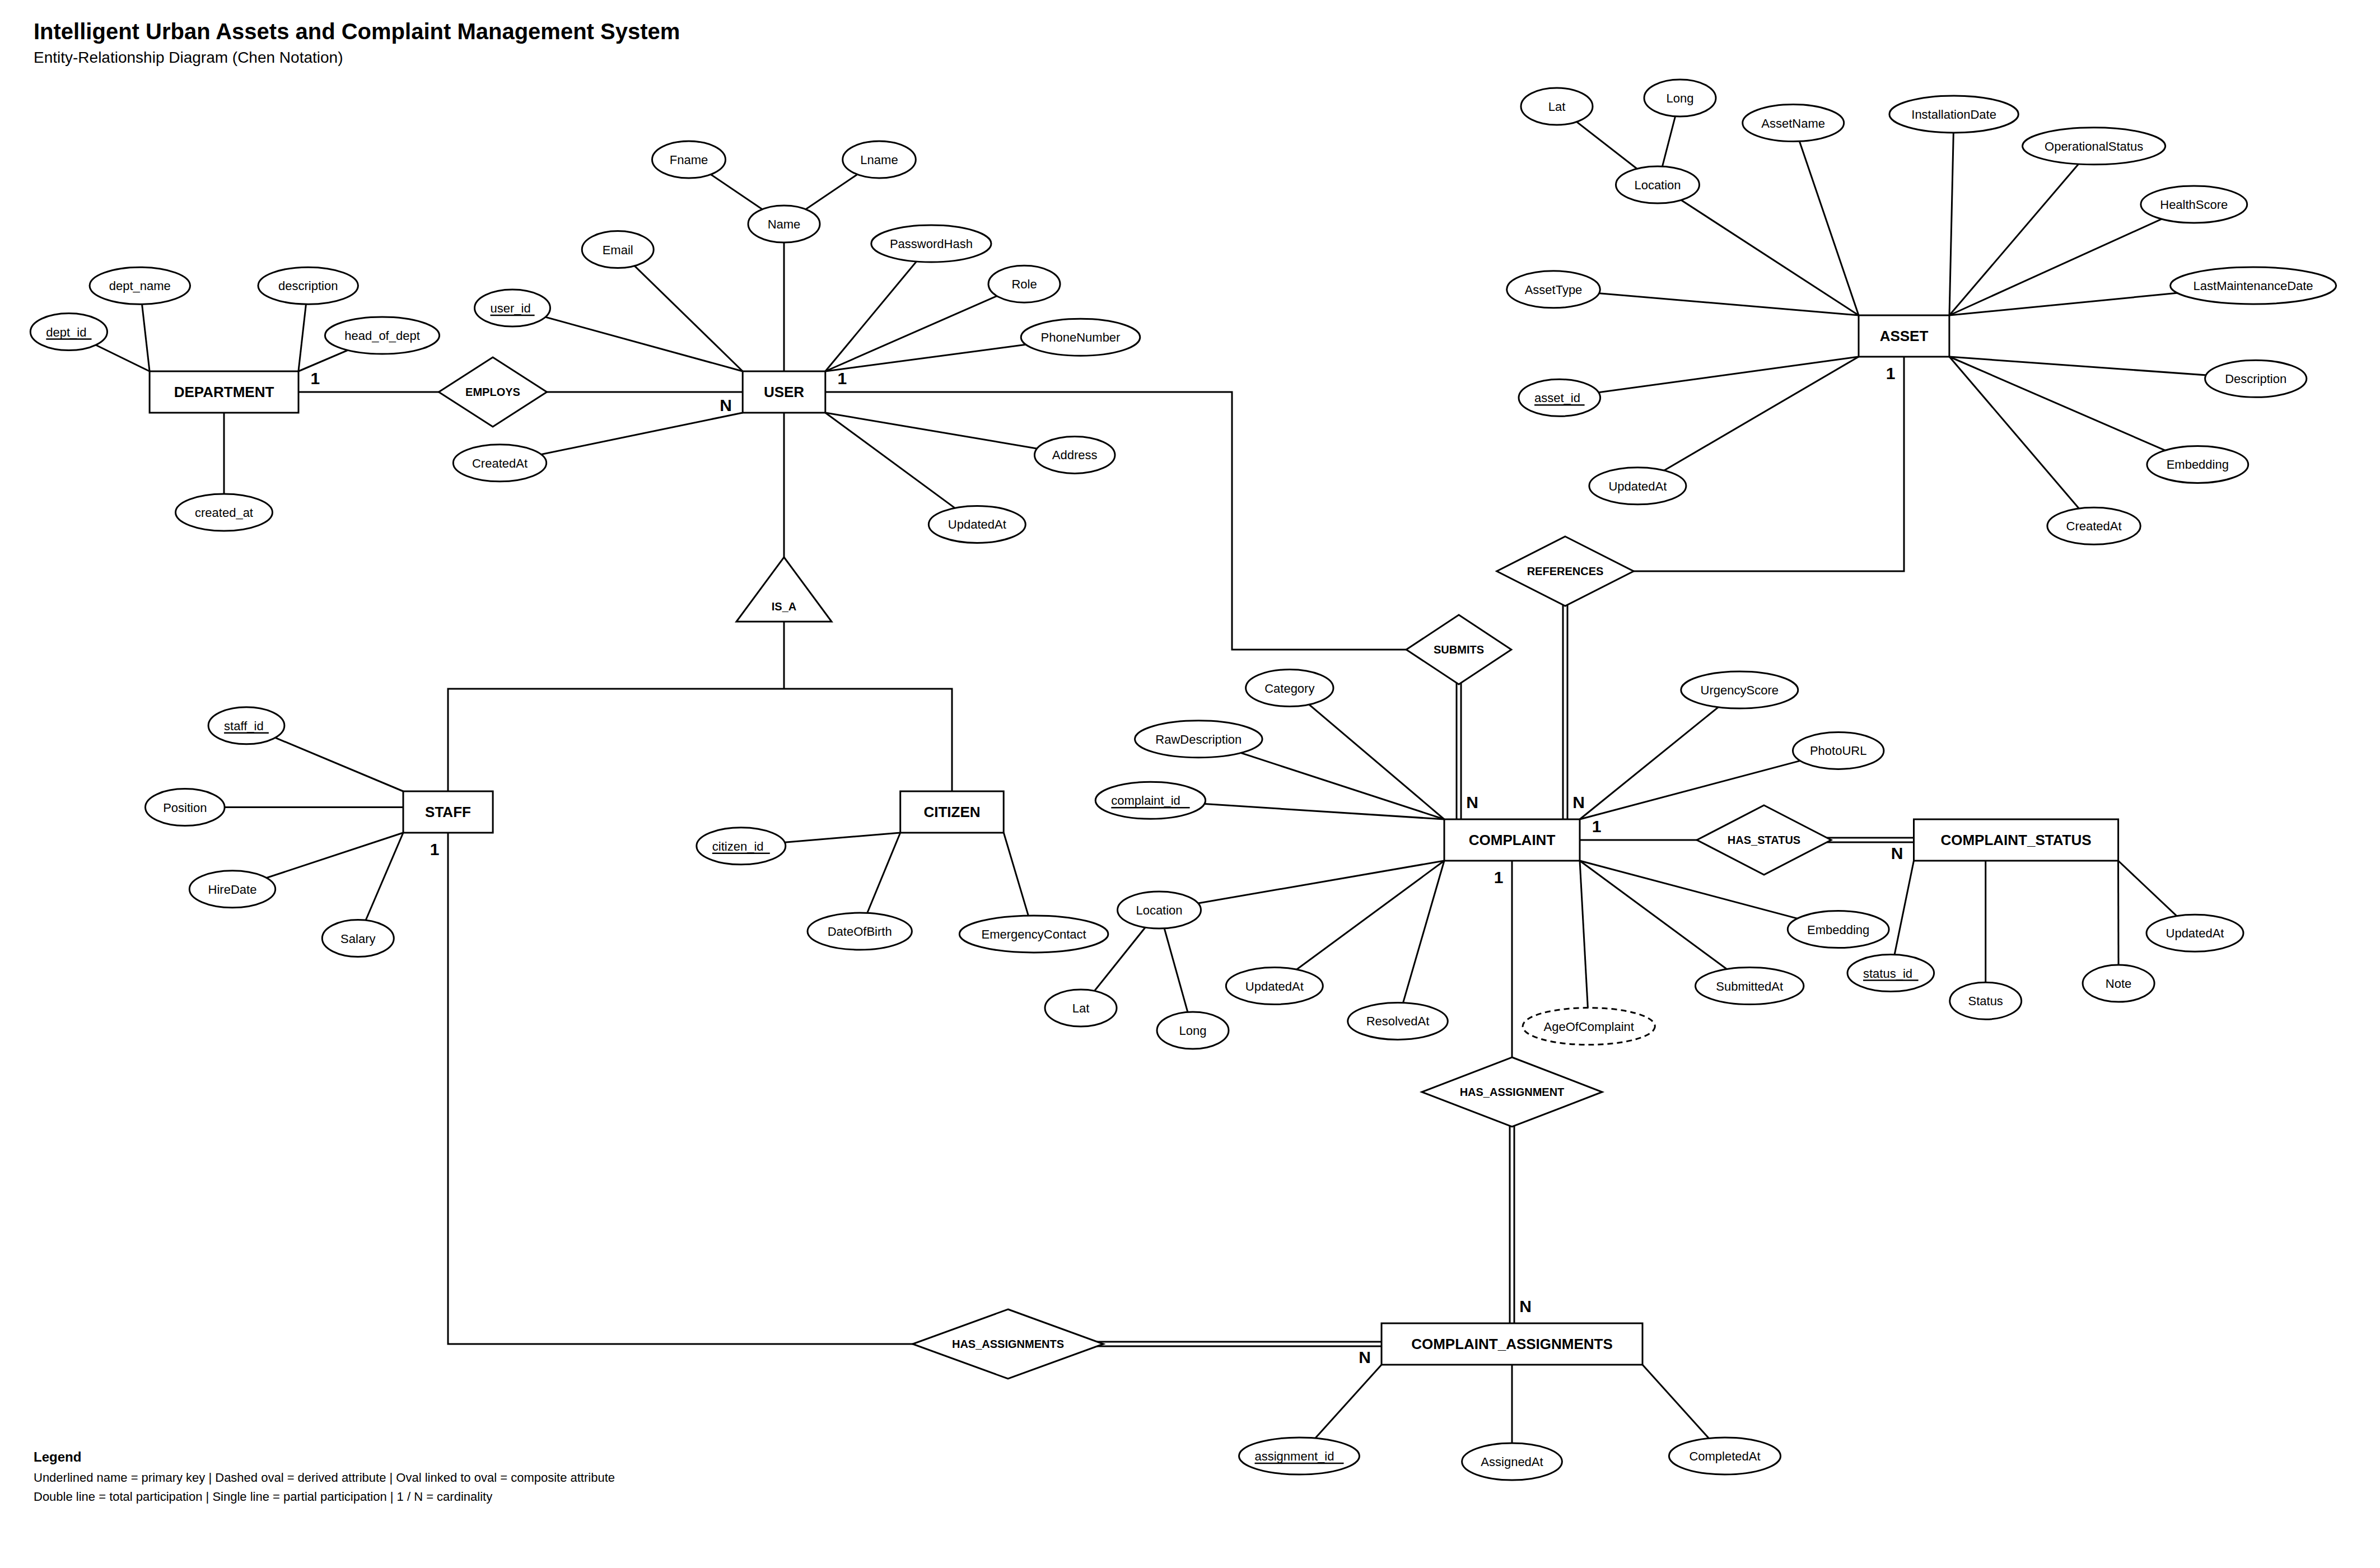 Intelligent Urban Assets and Complaint Management System
Entity-Relationship Diagram (Chen Notation)
Lat
Long
AssetName
InstallationDate
OperationalStatus
Location
HealthScore
AssetType
LastMaintenanceDate
ASSET
1
asset_id
Description
UpdatedAt
Embedding
CreatedAt
Fname
Lname
Name
Email
PasswordHash
user_id
Role
PhoneNumber
dept_name
description
dept_id
head_of_dept
DEPARTMENT
1
EMPLOYS
N
USER
1
CreatedAt
Address
UpdatedAt
created_at
IS_A
REFERENCES
SUBMITS
staff_id
Position
STAFF
1
HireDate
Salary
CITIZEN
citizen_id
DateOfBirth
EmergencyContact
Category
RawDescription
complaint_id
UrgencyScore
PhotoURL
N
N
COMPLAINT
1
HAS_STATUS
N
COMPLAINT_STATUS
1
Location
Lat
Long
UpdatedAt
ResolvedAt
AgeOfComplaint
SubmittedAt
Embedding
status_id
Status
Note
UpdatedAt
HAS_ASSIGNMENT
N
HAS_ASSIGNMENTS
N
COMPLAINT_ASSIGNMENTS
assignment_id
AssignedAt
CompletedAt
Legend
Underlined name = primary key | Dashed oval = derived attribute | Oval linked to oval = composite attribute
Double line = total participation | Single line = partial participation | 1 / N = cardinality